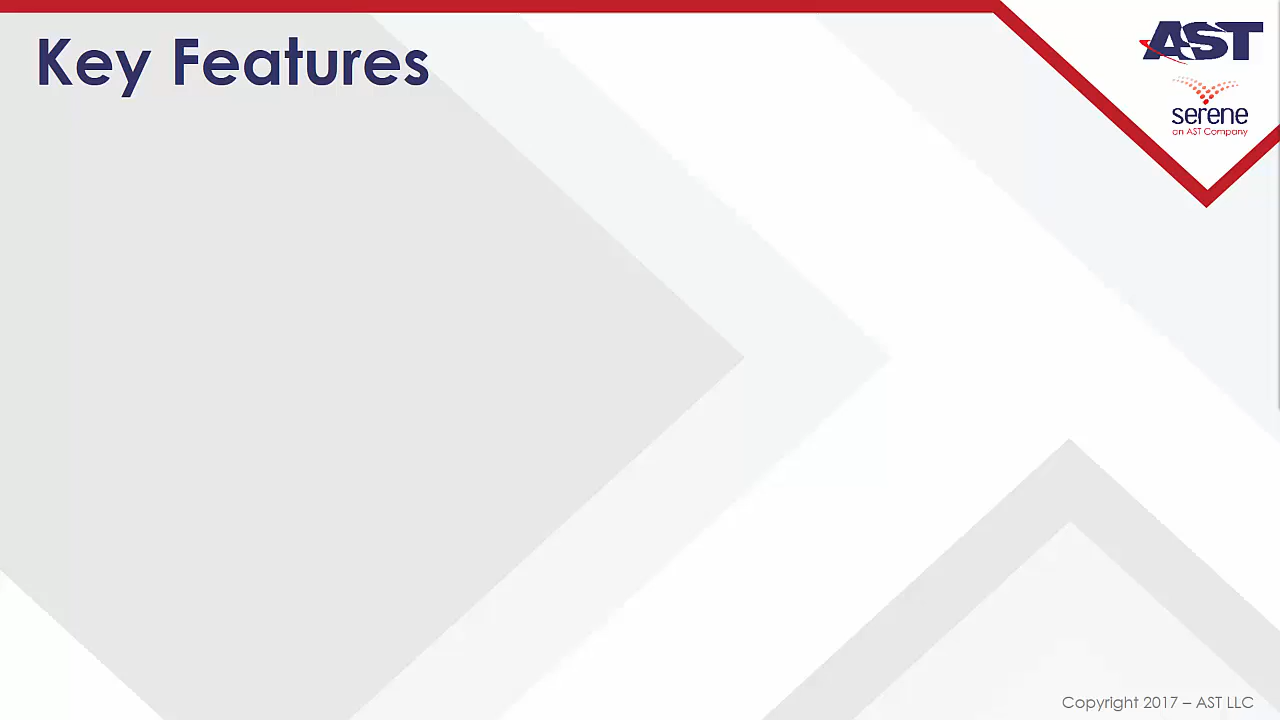 Key Features
AST
serene
an AST Company
Copyright 2017 – AST LLC